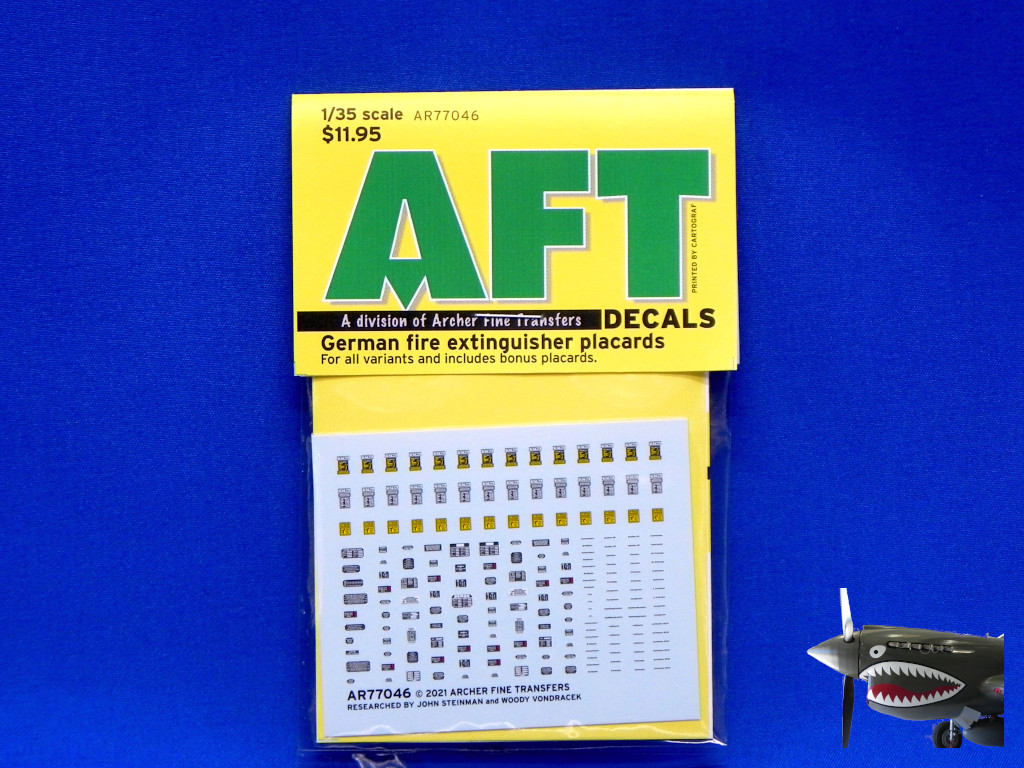 1/35 scale AR77046
$11.95
AFT
PRINTED BY CARTOGRAF
A division of Archer Fine Transfers
DECALS
German fire extinguisher placards
For all variants and includes bonus placards.
AR77046 © 2021 ARCHER FINE TRANSFERS
RESEARCHED BY JOHN STEINMAN and WOODY VONDRACEK